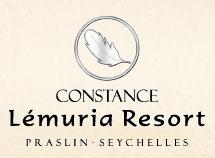 CONSTANCE
Lémuria Resort
PRASLIN · SEYCHELLES